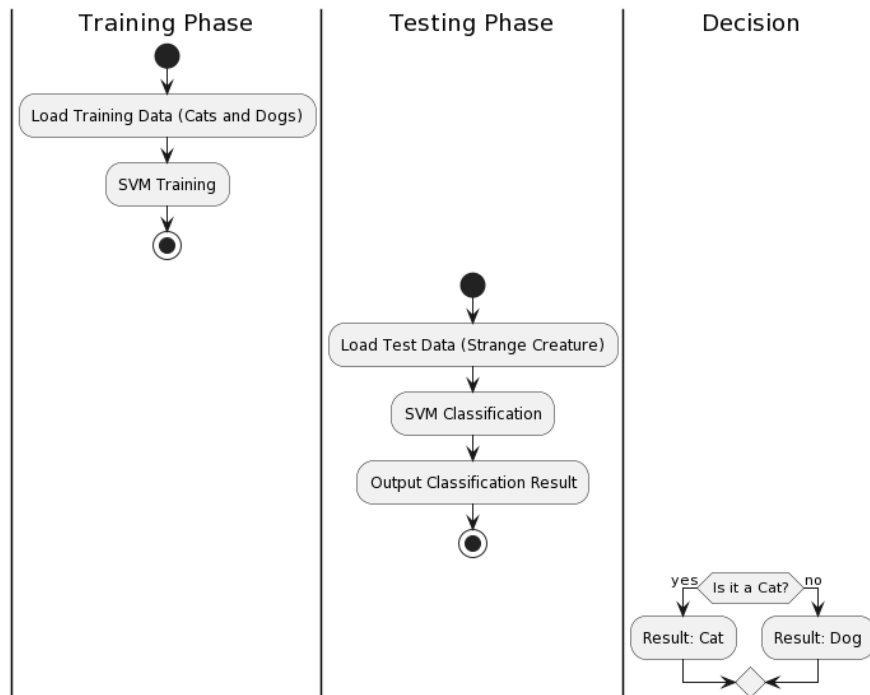 Training Phase
Testing Phase
Decision
Load Training Data (Cats and Dogs)
SVM Training
Load Test Data (Strange Creature)
SVM Classification
Output Classification Result
yes
Is it a Cat?
no
Result: Cat
Result: Dog